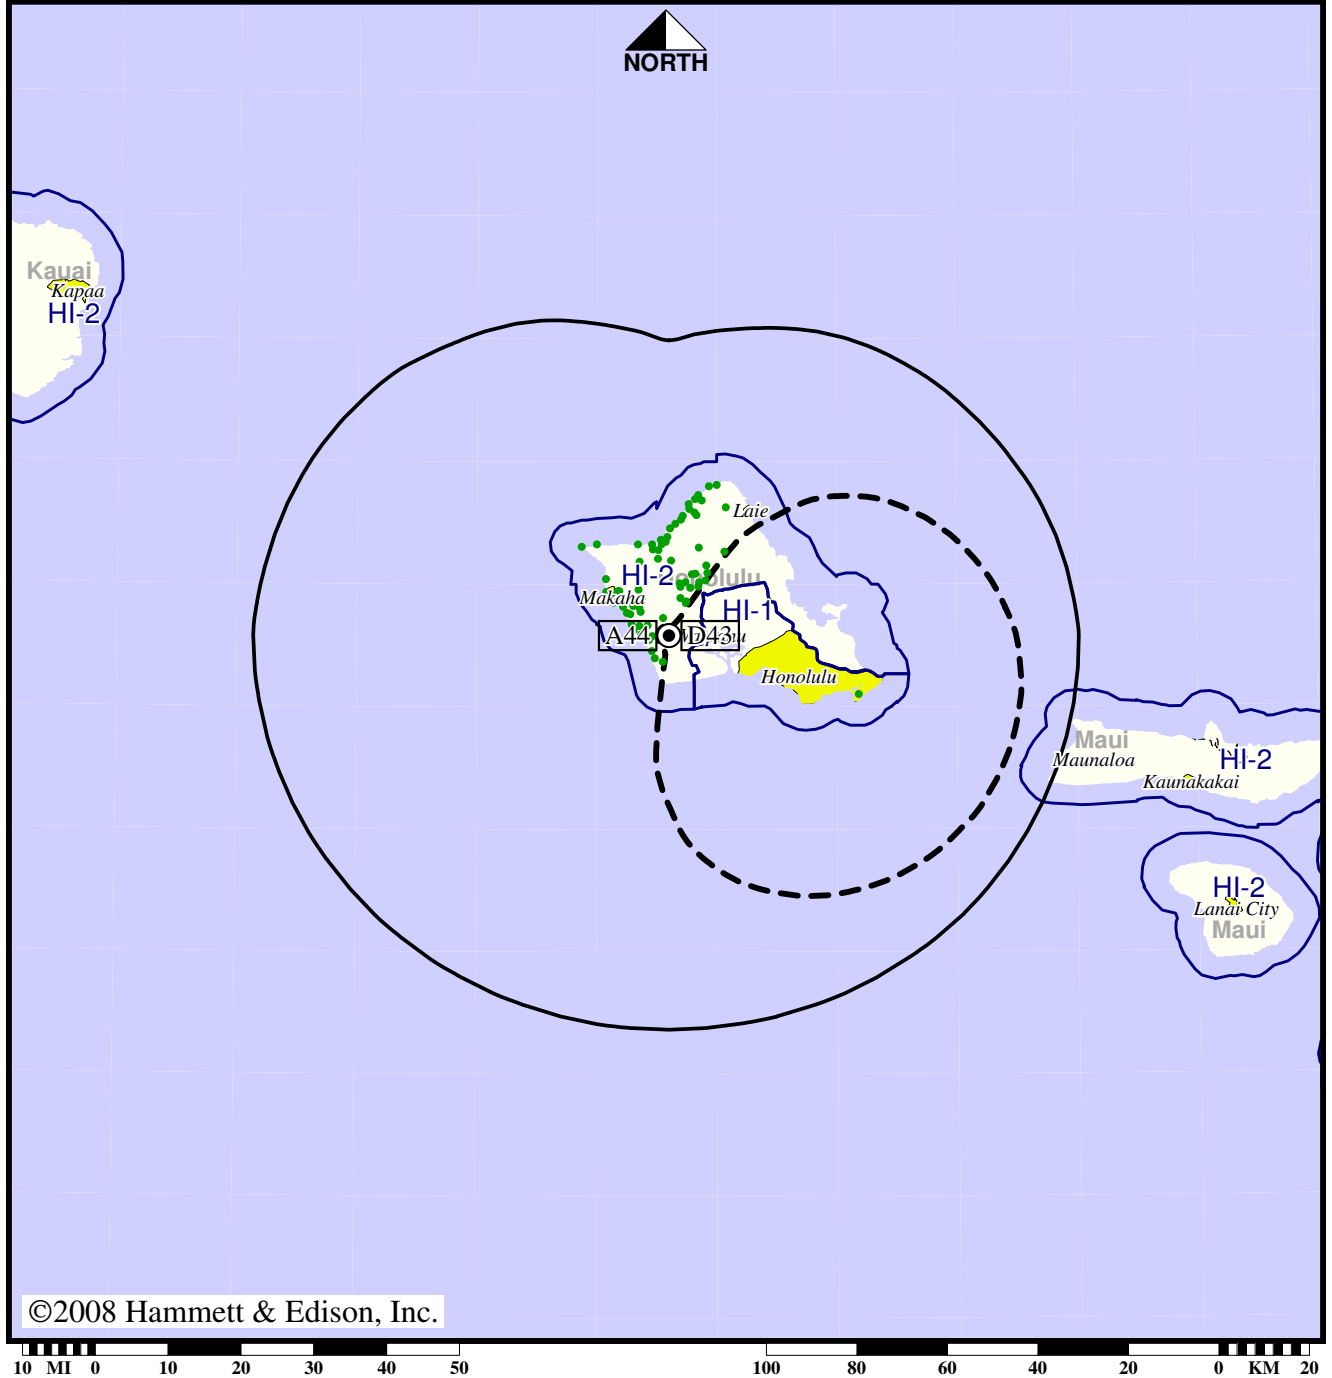 NORTH
Kauai
Kapaa
HI-2
Laie
HI-2
Makaha
HI-1
A44
D43
Honolulu
Maui
Maunaloa
HI-2
Kaunakakai
HI-2
Lanai City
Maui
©2008 Hammett & Edison, Inc.
10 MI 0 10 20 30 40 50 100 80 60 40 20 0 KM 20